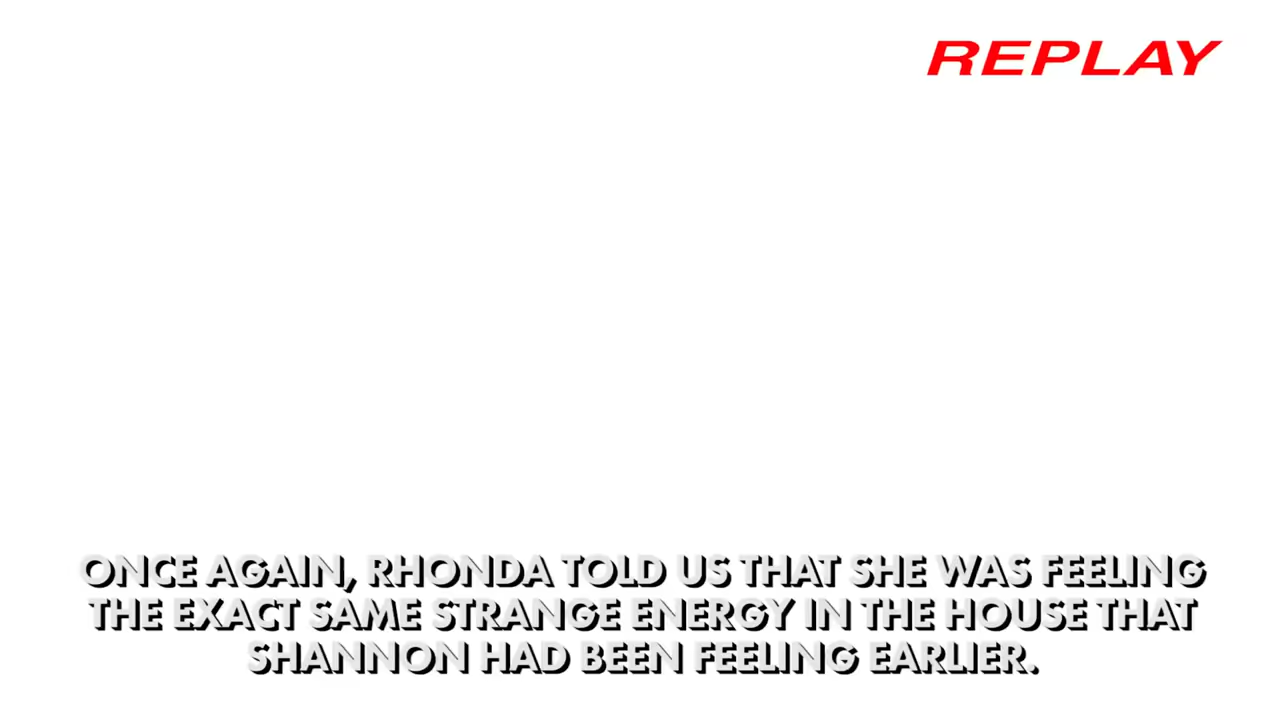 REPLAY
ONCE AGAIN, RHONDA TOLD US THAT SHE WAS FEELING
THE EXACT SAME STRANGE ENERGY IN THE HOUSE THAT
SHANNON HAD BEEN FEELING EARLIER.